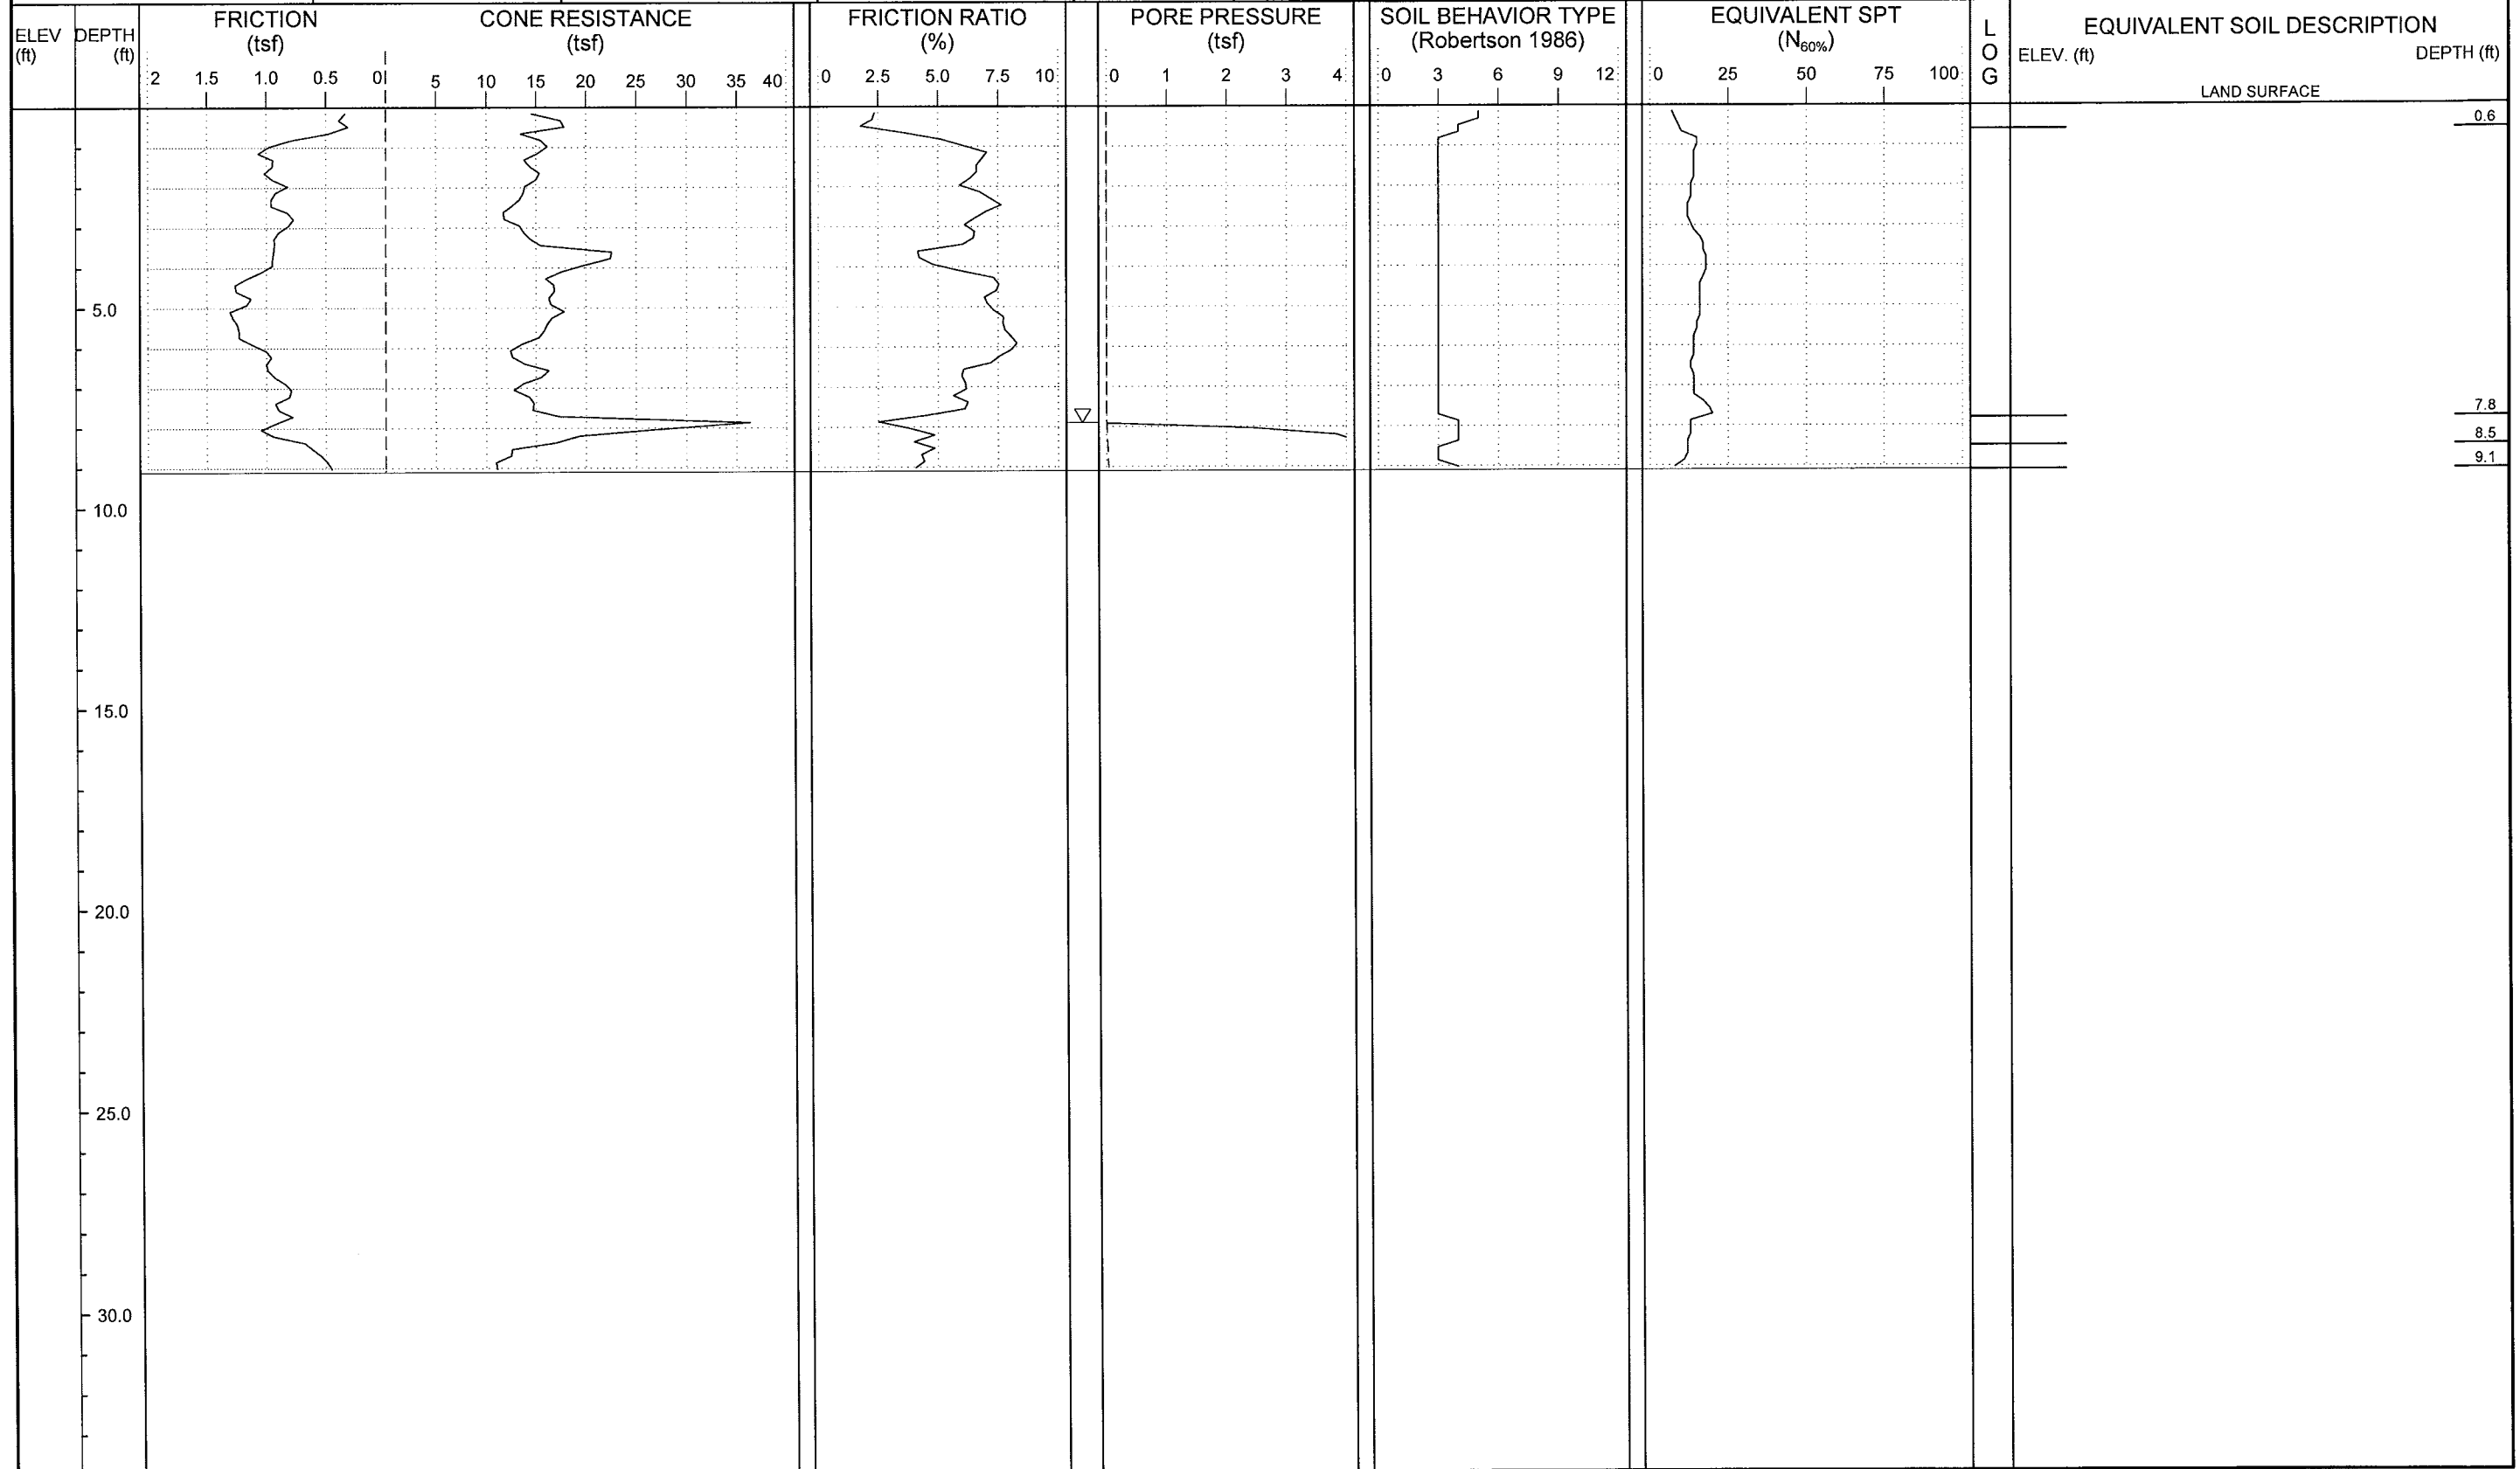 ELEV
(ft)
DEPTH
(ft)
FRICTION
(tsf)
2 1.5 1.0 0.5 0
CONE RESISTANCE
(tsf)
5 10 15 20 25 30 35 40
FRICTION RATIO
(%)
0 2.5 5.0 7.5 10
PORE PRESSURE
(tsf)
0 1 2 3 4
SOIL BEHAVIOR TYPE
(Robertson 1986)
0 3 6 9 12
EQUIVALENT SPT
(N60%)
0 25 50 75 100
L
O
G
EQUIVALENT SOIL DESCRIPTION
ELEV. (ft) DEPTH (ft)
LAND SURFACE
0.6
5.0
7.8
8.5
9.1
10.0
15.0
20.0
25.0
30.0